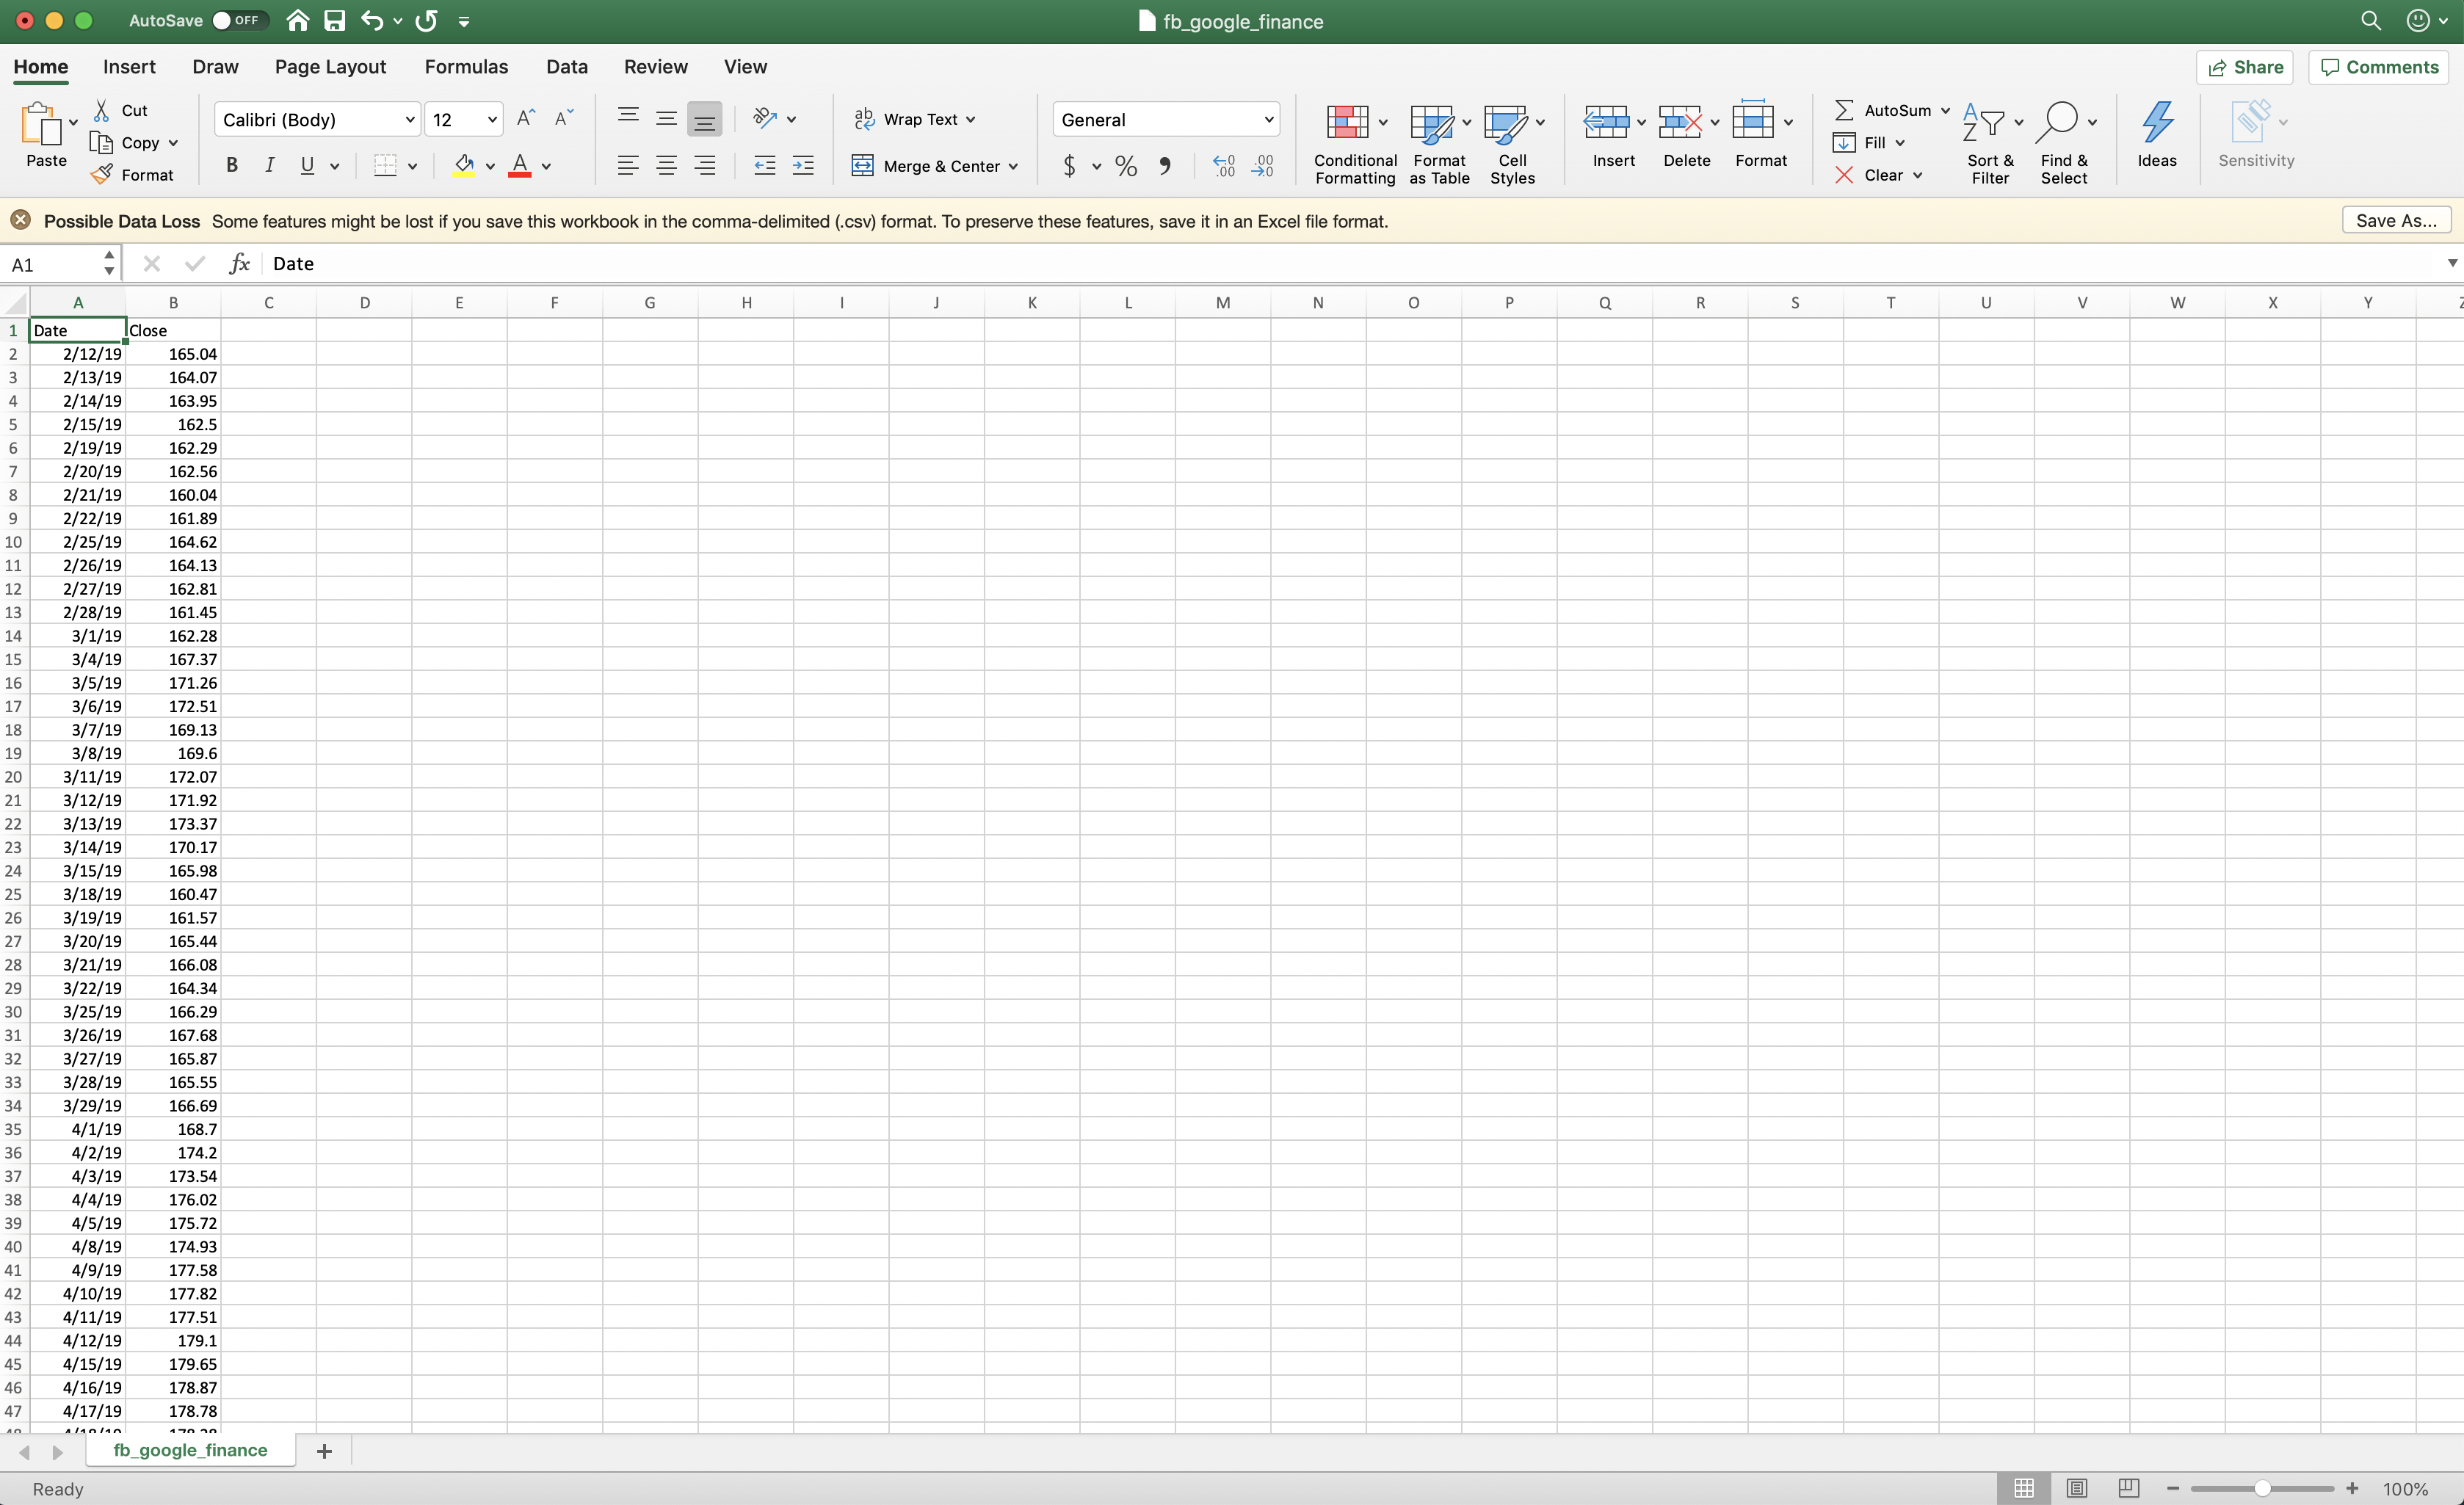 AutoSave OFF fb_google_finance
Home Insert Draw Page Layout Formulas Data Review View Share Comments
Paste Cut Copy Format
Calibri (Body) 12 A^ A˅
B I U A
ab Wrap Text
Merge & Center
General
$ % , .0 .00 .00 .0
Conditional Formatting Format as Table Cell Styles
Insert Delete Format
AutoSum Fill Clear
Sort & Filter Find & Select
Ideas Sensitivity
Possible Data Loss Some features might be lost if you save this workbook in the comma-delimited (.csv) format. To preserve these features, save it in an Excel file format. Save As...
A1 fx Date
A B C D E F G H I J K L M N O P Q R S T U V W X Y
1 Date Close
2 2/12/19 165.04
3 2/13/19 164.07
4 2/14/19 163.95
5 2/15/19 162.5
6 2/19/19 162.29
7 2/20/19 162.56
8 2/21/19 160.04
9 2/22/19 161.89
10 2/25/19 164.62
11 2/26/19 164.13
12 2/27/19 162.81
13 2/28/19 161.45
14 3/1/19 162.28
15 3/4/19 167.37
16 3/5/19 171.26
17 3/6/19 172.51
18 3/7/19 169.13
19 3/8/19 169.6
20 3/11/19 172.07
21 3/12/19 171.92
22 3/13/19 173.37
23 3/14/19 170.17
24 3/15/19 165.98
25 3/18/19 160.47
26 3/19/19 161.57
27 3/20/19 165.44
28 3/21/19 166.08
29 3/22/19 164.34
30 3/25/19 166.29
31 3/26/19 167.68
32 3/27/19 165.87
33 3/28/19 165.55
34 3/29/19 166.69
35 4/1/19 168.7
36 4/2/19 174.2
37 4/3/19 173.54
38 4/4/19 176.02
39 4/5/19 175.72
40 4/8/19 174.93
41 4/9/19 177.58
42 4/10/19 177.82
43 4/11/19 177.51
44 4/12/19 179.1
45 4/15/19 179.65
46 4/16/19 178.87
47 4/17/19 178.78
fb_google_finance
Ready 100%